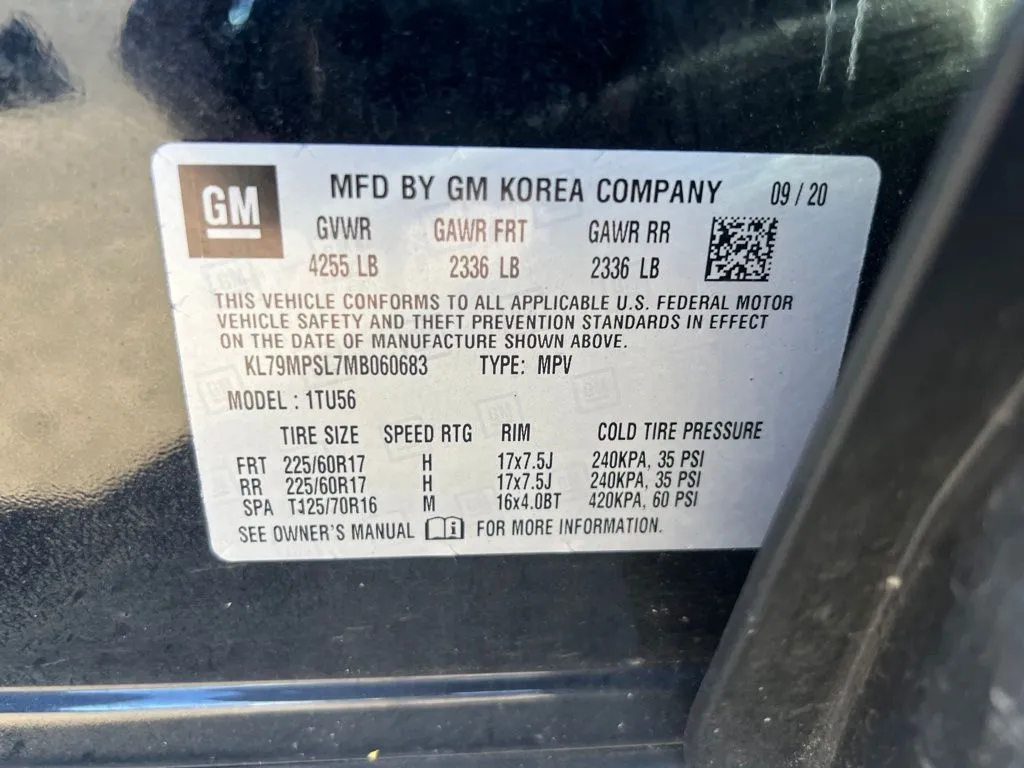 GM MFD BY GM KOREA COMPANY 09 / 20
GVWR GAWR FRT GAWR RR
4255 LB 2336 LB 2336 LB
THIS VEHICLE CONFORMS TO ALL APPLICABLE U.S. FEDERAL MOTOR
VEHICLE SAFETY AND THEFT PREVENTION STANDARDS IN EFFECT
ON THE DATE OF MANUFACTURE SHOWN ABOVE.
KL79MPSL7MB060683 TYPE: MPV
MODEL : 1TU56
TIRE SIZE SPEED RTG RIM COLD TIRE PRESSURE
FRT 225/60R17 H 17x7.5J 240KPA, 35 PSI
RR 225/60R17 H 17x7.5J 240KPA, 35 PSI
SPA T125/70R16 M 16x4.0BT 420KPA, 60 PSI
SEE OWNER'S MANUAL FOR MORE INFORMATION.